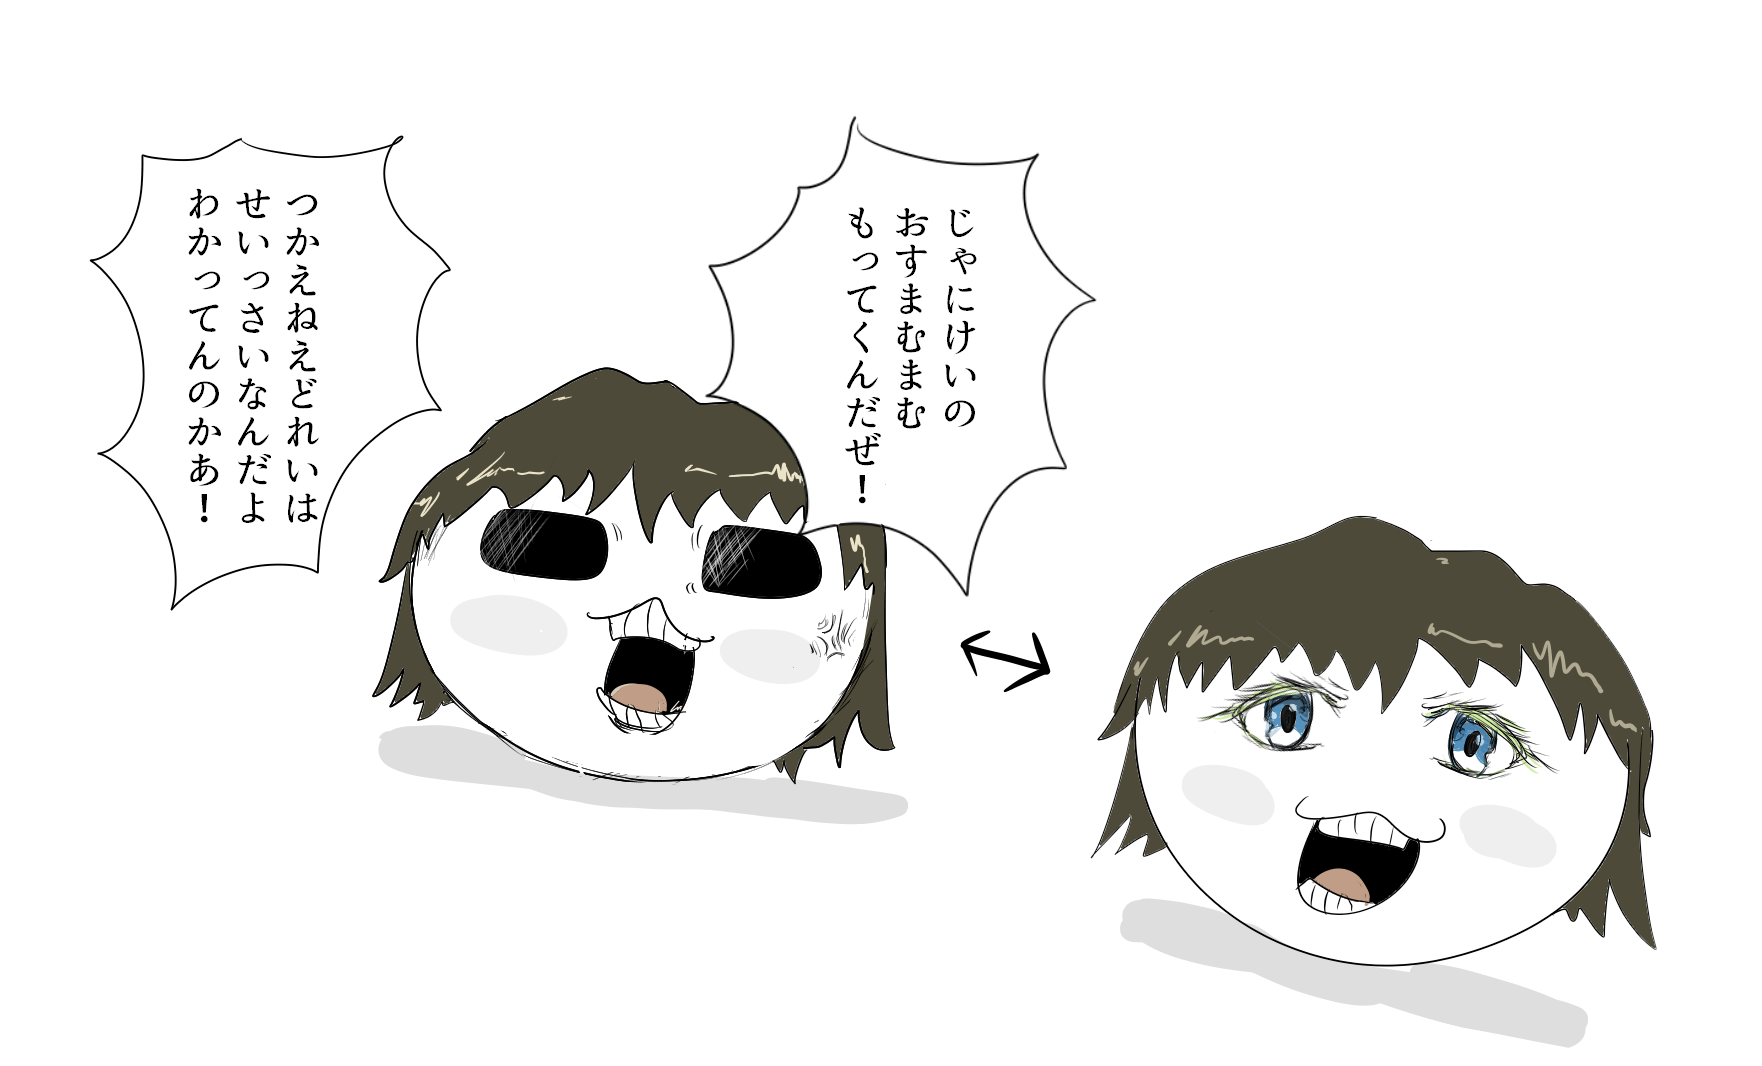 じゃにけいの
おすまむまむ
もってくんだぜ！
つかえねえどれいは
せいっさいなんだよ
わかってんのかあ！